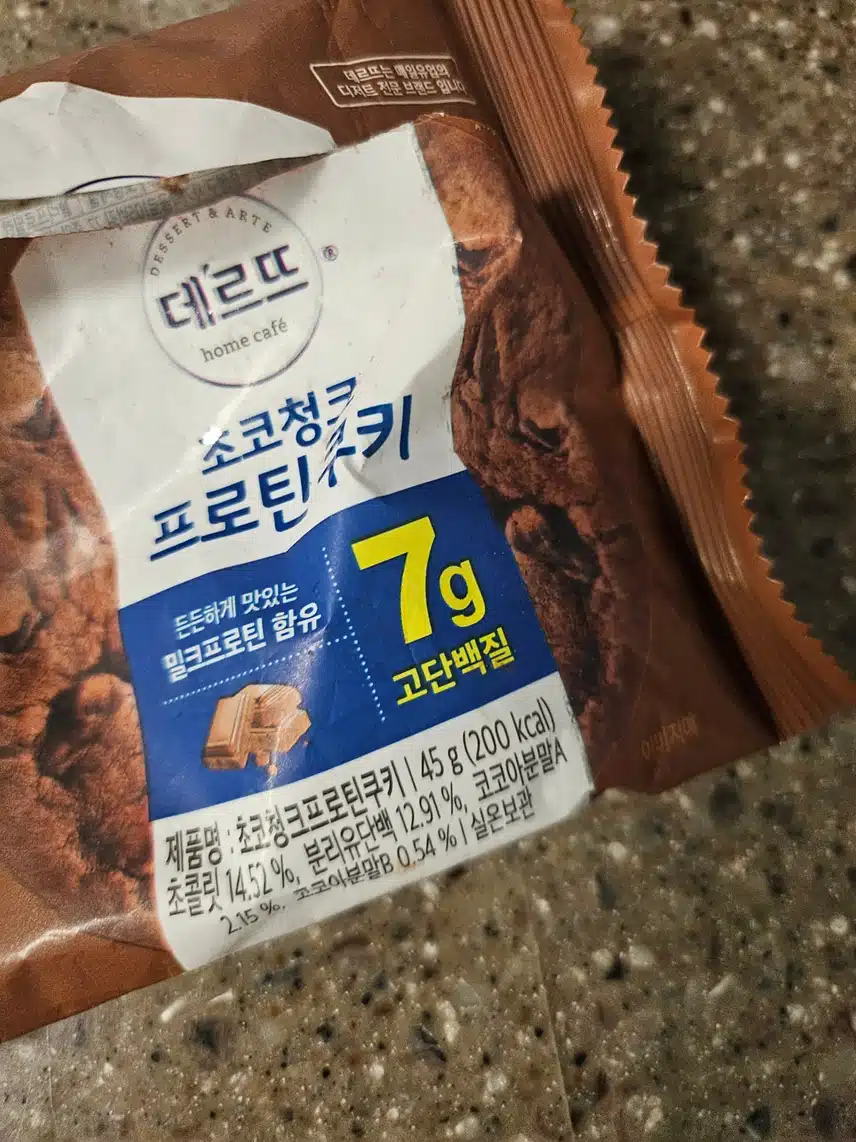 데르뜨는 매일유업의
디저트 전문 브랜드 입니다
DESSERT & ARTE
데르뜨®
home café
초코청크
프로틴쿠키
든든하게 맛있는
밀크프로틴 함유
7g
고단백질
제품명 : 초코청크프로틴쿠키 | 45 g (200 kcal)
초콜릿 14.52 %, 분리유단백 12.91 %, 코코아분말A
2.15 %, 코코아분말B 0.54 % | 실온보관